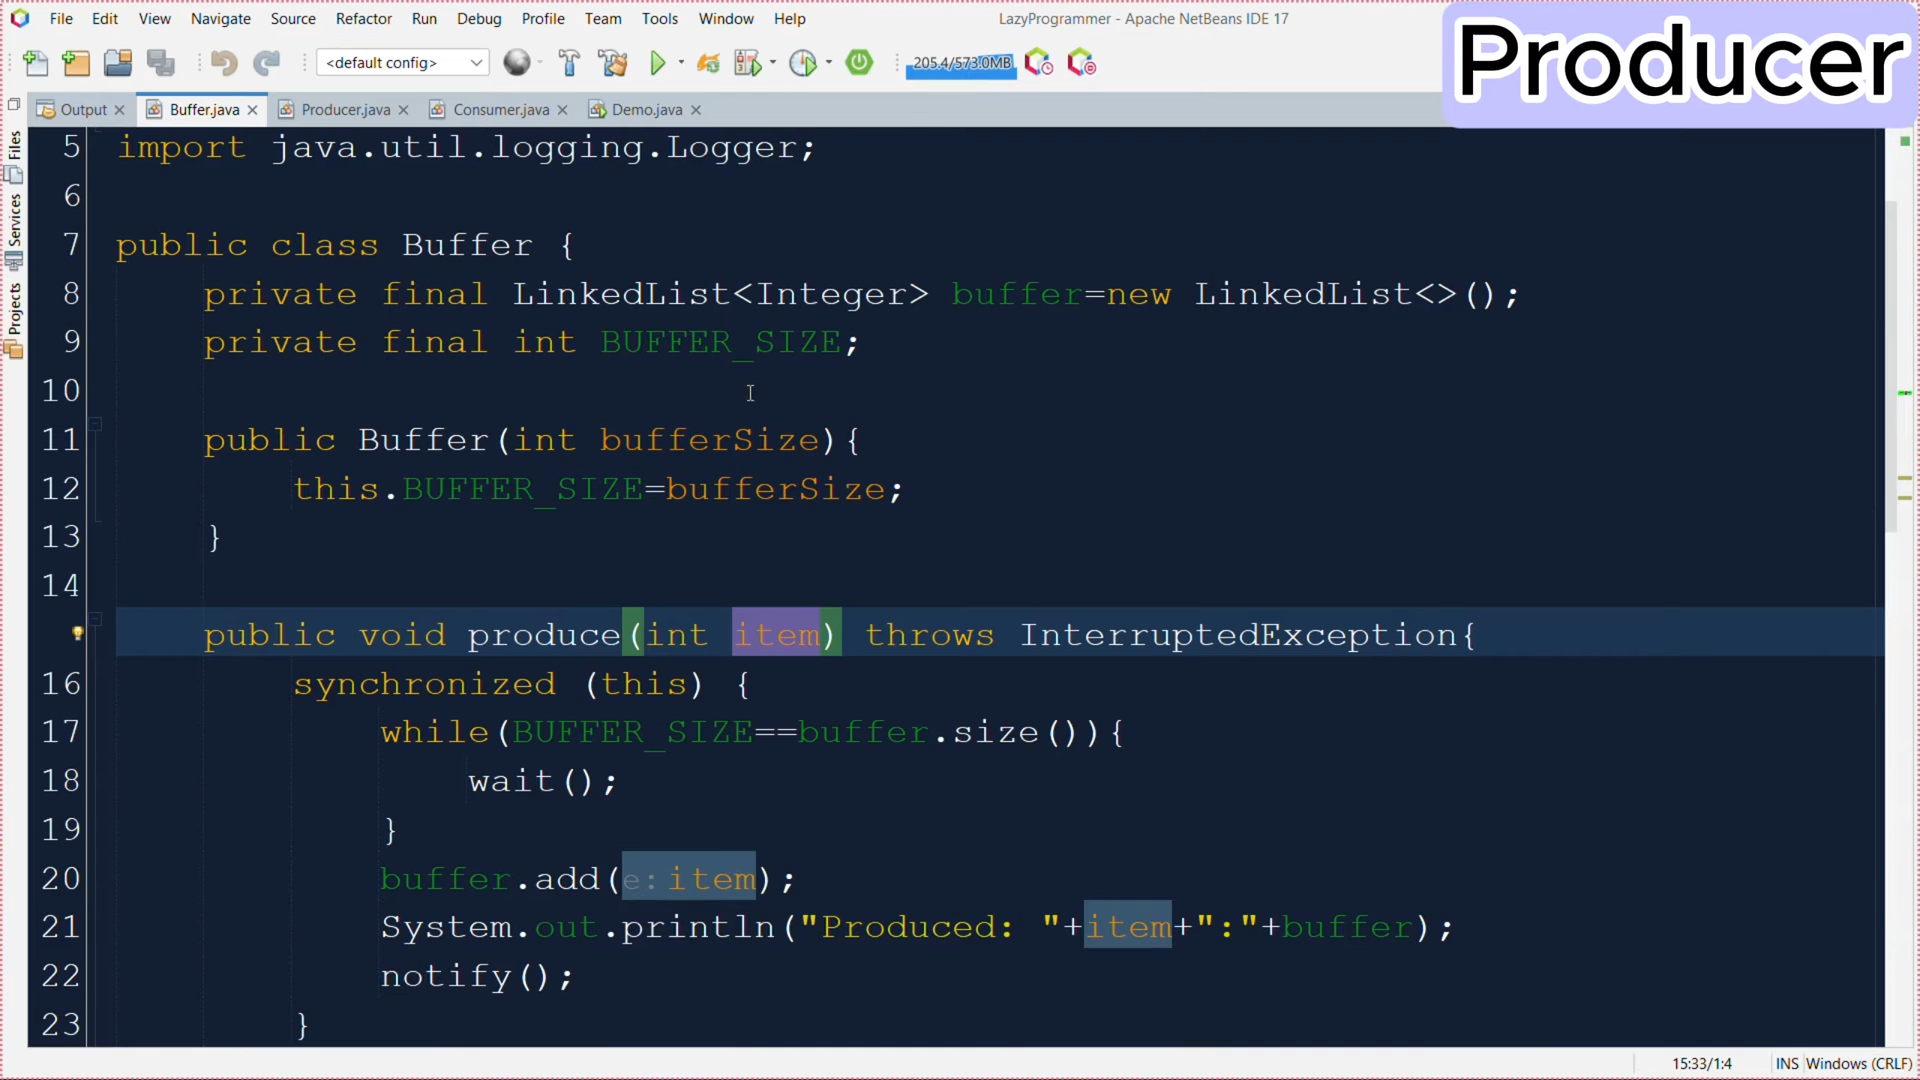 File Edit View Navigate Source Refactor Run Debug Profile Team Tools Window Help
LazyProgrammer - Apache NetBeans IDE 17
Producer
<default config>
205.4/573.0MB
Output Buffer.java Producer.java Consumer.java Demo.java
Files
Services
Projects
5 import java.util.logging.Logger;
6
7 public class Buffer {
8 private final LinkedList<Integer> buffer=new LinkedList<>();
9 private final int BUFFER_SIZE;
10
11 public Buffer(int bufferSize){
12 this.BUFFER_SIZE=bufferSize;
13 }
14
public void produce(int item) throws InterruptedException{
16 synchronized (this) {
17 while(BUFFER_SIZE==buffer.size()){
18 wait();
19 }
20 buffer.add(e: item);
21 System.out.println("Produced: "+item+":"+buffer);
22 notify();
23 }
15:33/1:4 INS Windows (CRLF)